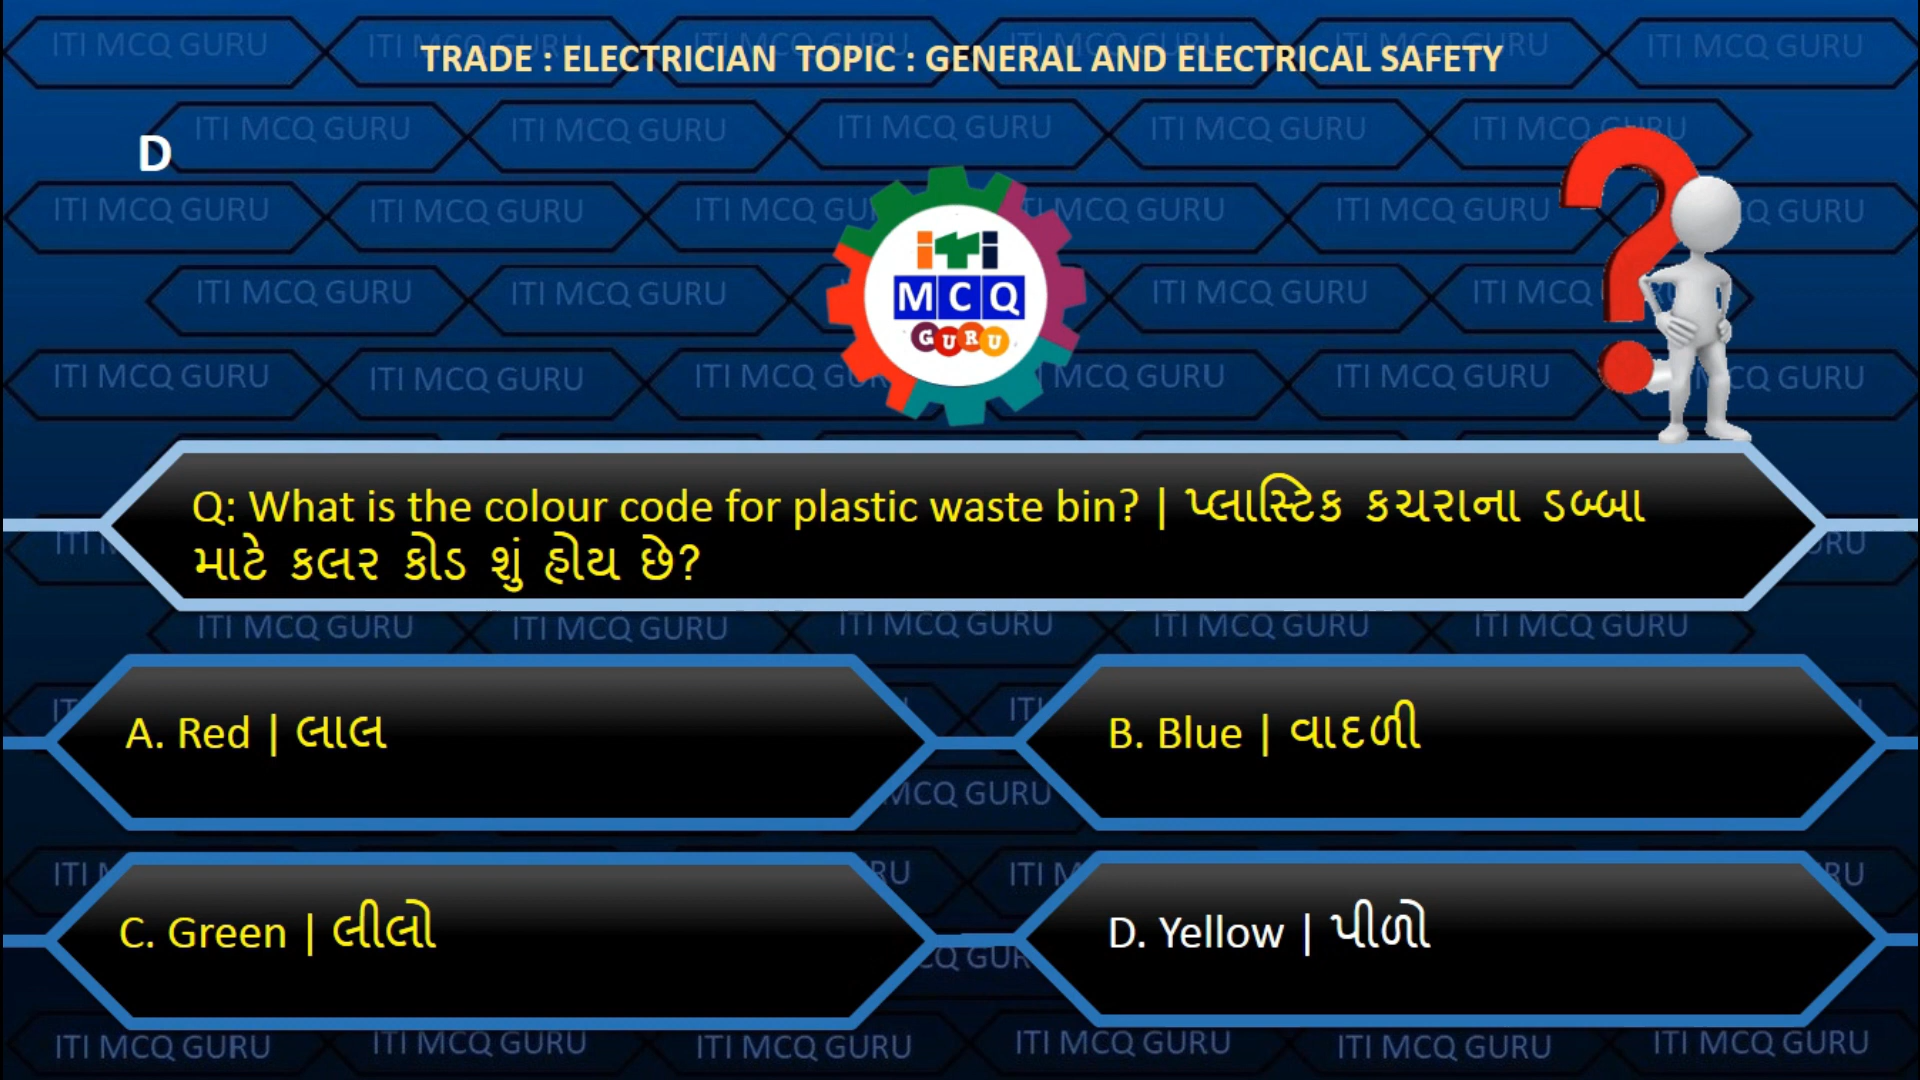 TRADE : ELECTRICIAN TOPIC : GENERAL AND ELECTRICAL SAFETY
D
iTi
MCQ
GURU
Q: What is the colour code for plastic waste bin? | પ્લાસ્ટિક કચરાના ડબ્બા
માટે કલર કોડ શું હોય છે?
A. Red | લાલ
B. Blue | વાદળી
C. Green | લીલો
D. Yellow | પીળો